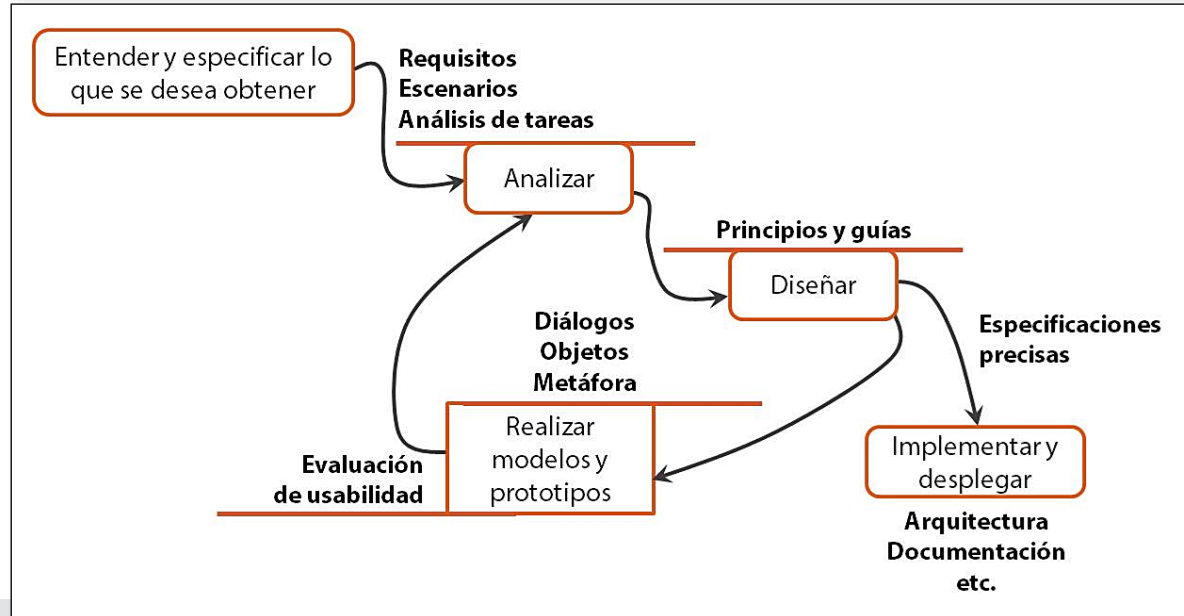 Entender y especificar lo
que se desea obtener
Requisitos
Escenarios
Análisis de tareas
Analizar
Principios y guías
Diseñar
Especificaciones
precisas
Diálogos
Objetos
Metáfora
Realizar
modelos y
prototipos
Evaluación
de usabilidad
Implementar y
desplegar
Arquitectura
Documentación
etc.